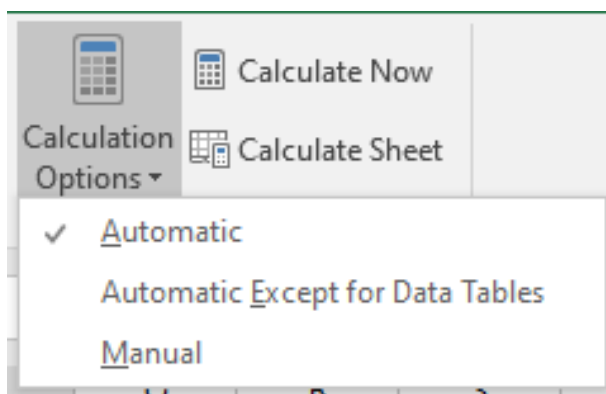 Calculate Now
Calculation
Options
Calculate Sheet
Automatic
Automatic Except for Data Tables
Manual